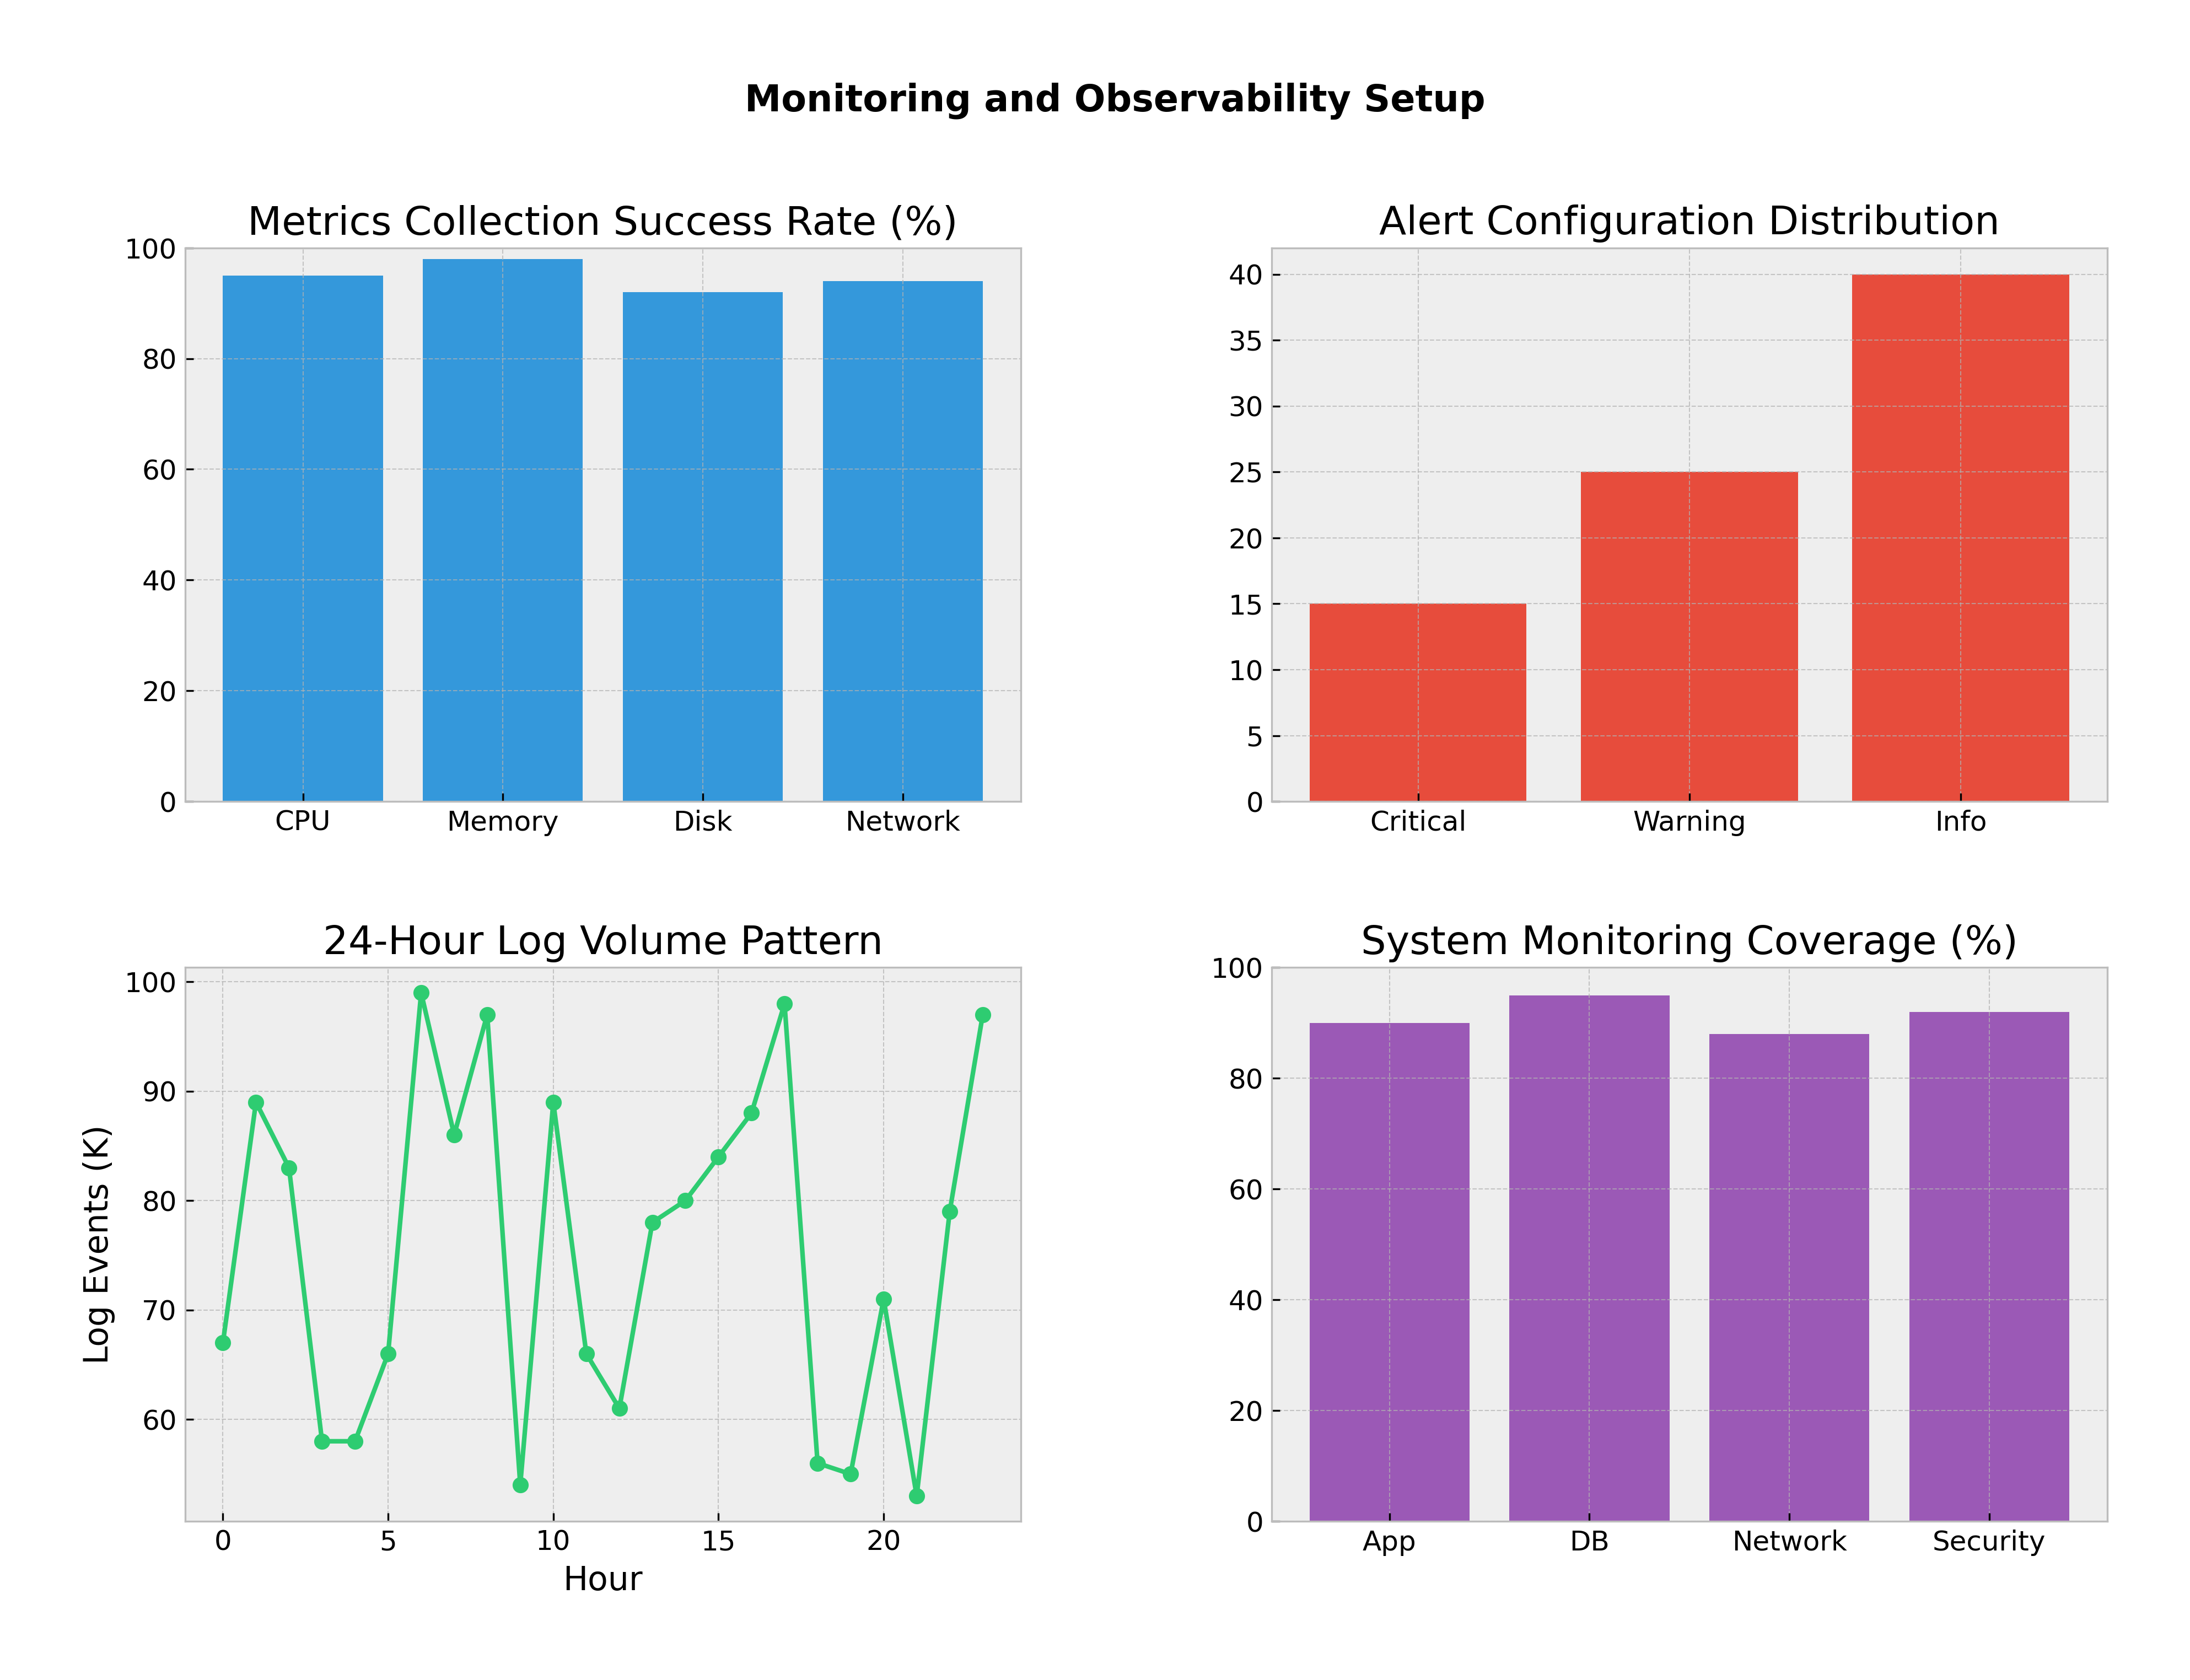 Monitoring and Observability Setup
Metrics Collection Success Rate (%)
100
80
60
40
20
0
CPU Memory Disk Network
Alert Configuration Distribution
40
35
30
25
20
15
10
5
0
Critical Warning Info
24-Hour Log Volume Pattern
Log Events (K)
100
90
80
70
60
0 5 10 15 20
Hour
System Monitoring Coverage (%)
100
80
60
40
20
0
App DB Network Security